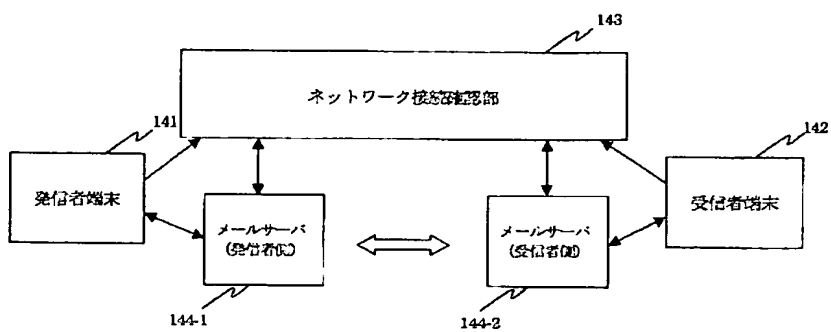 143
ネットワーク接続確認部
141
142
発信者端末
受信者端末
メールサーバ
(発信者側)
メールサーバ
(受信者側)
144-1
144-2